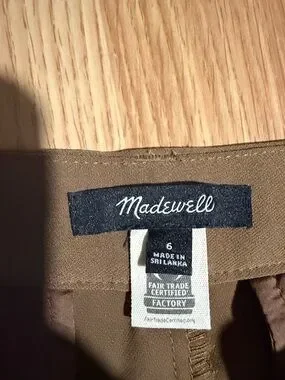 Madewell
6
MADE IN
SRI LANKA
FAIR TRADE
CERTIFIED
FACTORY
FairTradeCertified.org